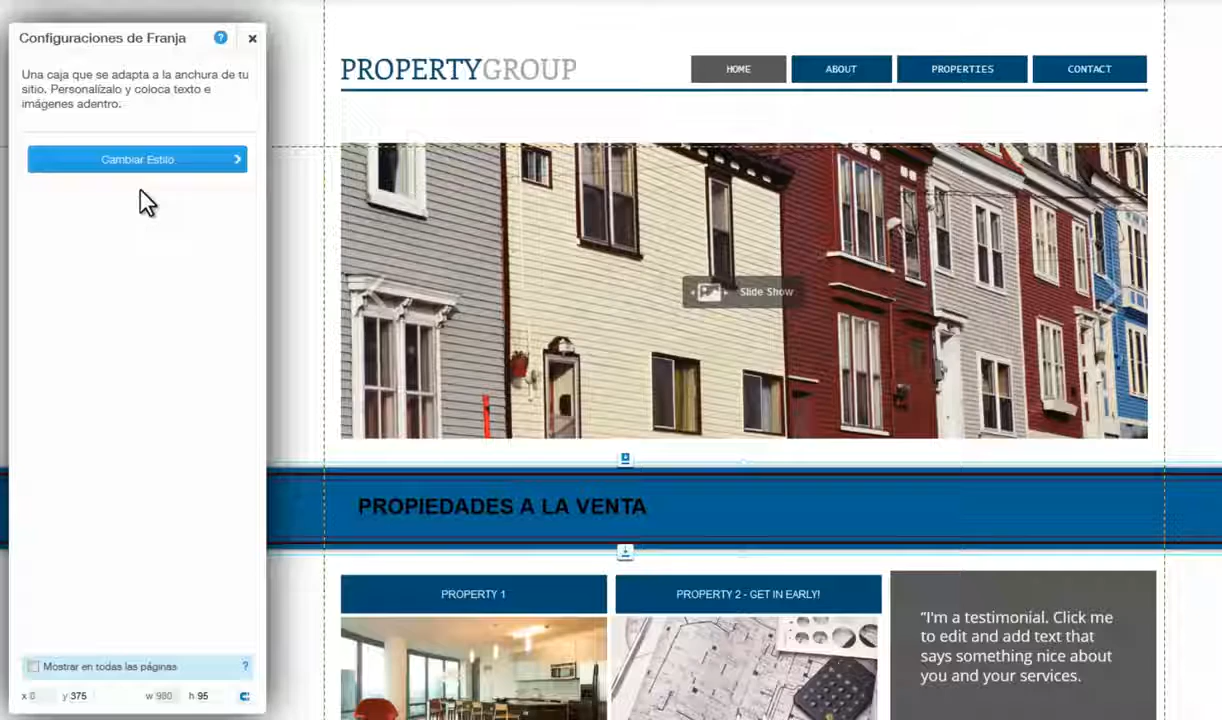 Configuraciones de Franja
?
Una caja que se adapta a la anchura de tu
sitio. Personalízalo y coloca texto e
imágenes adentro.
Cambiar Estilo
Mostrar en todas las páginas
?
x 0 y 375 w 980 h 95
PROPERTYGROUP
HOME
ABOUT
PROPERTIES
CONTACT
Slide Show
PROPIEDADES A LA VENTA
PROPERTY 1
PROPERTY 2 - GET IN EARLY!
“I'm a testimonial. Click me
to edit and add text that
says something nice about
you and your services.